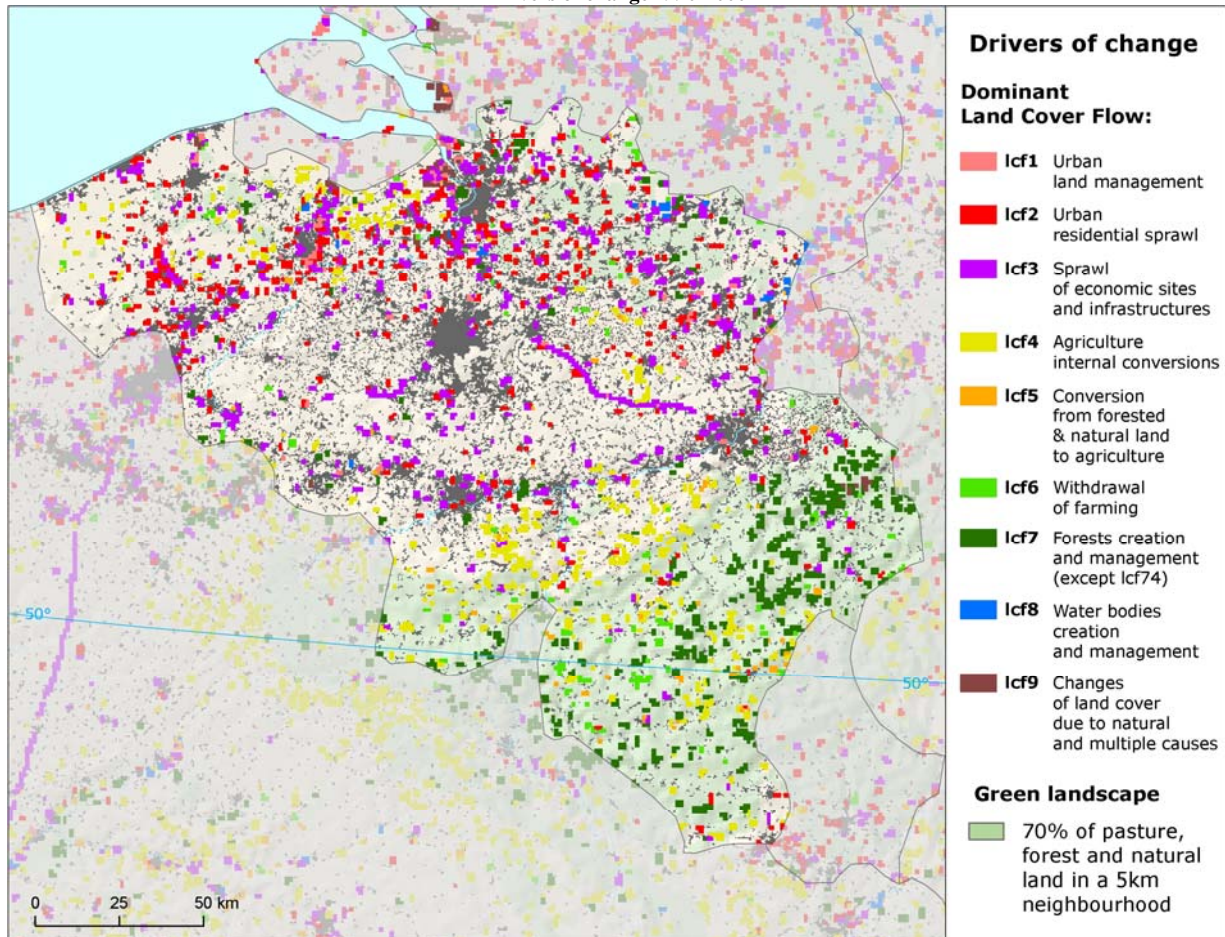 Drivers of change
Dominant
Land Cover Flow:
lcf1 Urban
land management
lcf2 Urban
residential sprawl
lcf3 Sprawl
of economic sites
and infrastructures
lcf4 Agriculture
internal conversions
lcf5 Conversion
from forested
& natural land
to agriculture
lcf6 Withdrawal
of farming
lcf7 Forests creation
and management
(except lcf74)
lcf8 Water bodies
creation
and management
lcf9 Changes
of land cover
due to natural
and multiple causes
Green landscape
70% of pasture,
forest and natural
land in a 5km
neighbourhood
50°
50°
0 25 50 km